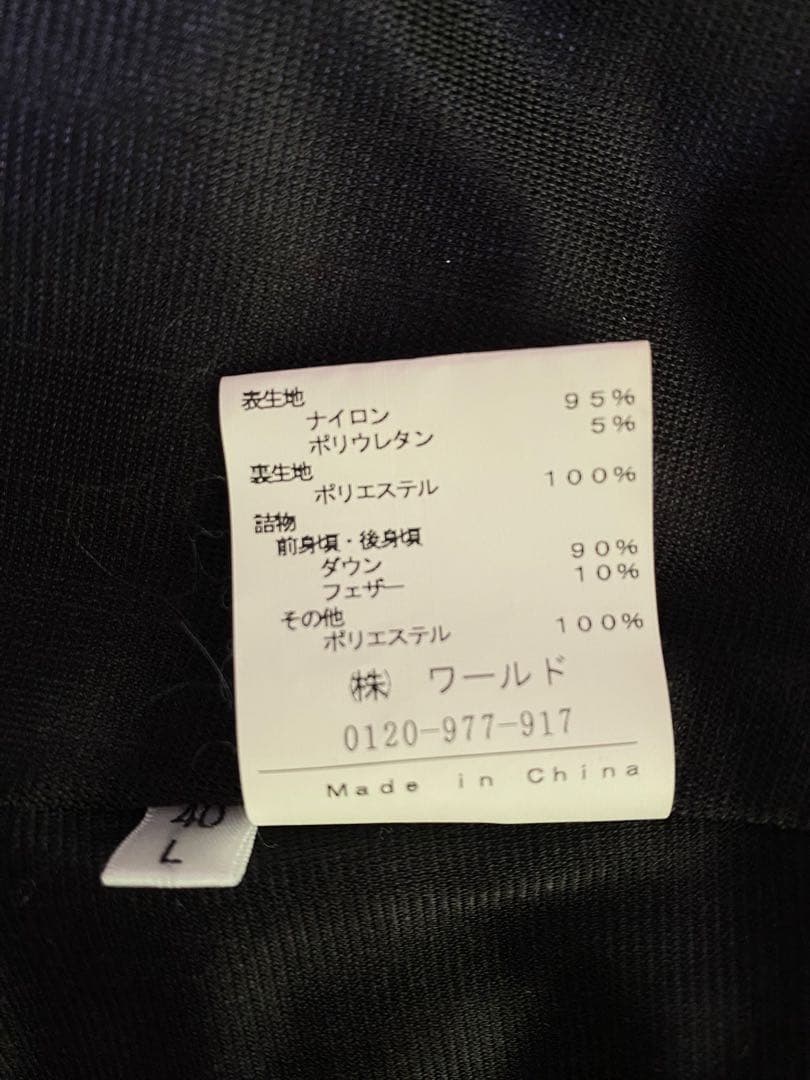 表生地
ナイロン 95%
ポリウレタン 5%
裏生地
ポリエステル 100%
詰物
前身頃・後身頃
ダウン 90%
フェザー 10%
その他
ポリエステル 100%
㈱ ワールド
0120-977-917
Made in China
40
L